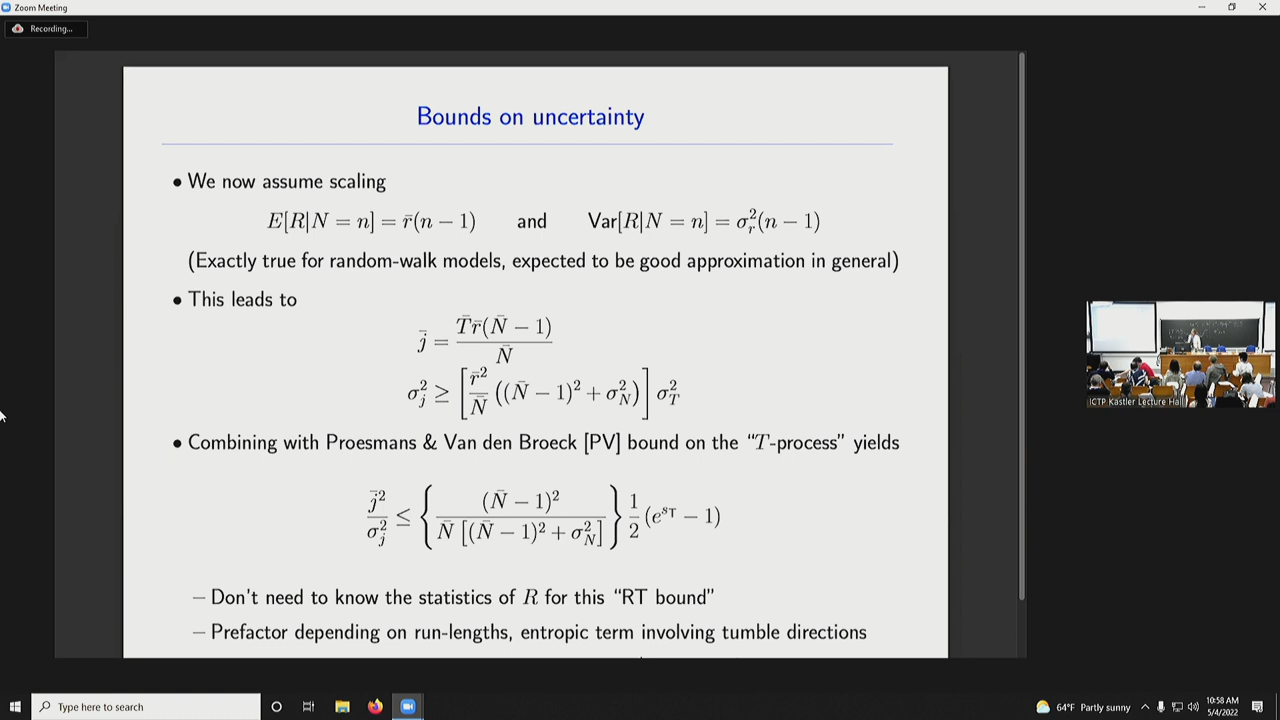 Zoom Meeting
Recording...
Bounds on uncertainty
• We now assume scaling
E[R|N = n] = r̄(n − 1) and Var[R|N = n] = σ_r^2(n − 1)
(Exactly true for random-walk models, expected to be good approximation in general)
• This leads to
j̄ = T̄r̄(N̄ − 1) / N̄
σ_j^2 ≥ [r̄^2 / N̄ ((N̄ − 1)^2 + σ_N^2)] σ_T^2
• Combining with Proesmans & Van den Broeck [PV] bound on the “T-process” yields
j̄^2 / σ_j^2 ≤ { (N̄ − 1)^2 / N̄ [(N̄ − 1)^2 + σ_N^2] } 1/2 (e^{s_T} − 1)
– Don't need to know the statistics of R for this “RT bound”
– Prefactor depending on run-lengths, entropic term involving tumble directions
ICTP Kastler Lecture Hall
Type here to search
64°F Partly sunny
10:58 AM
5/4/2022